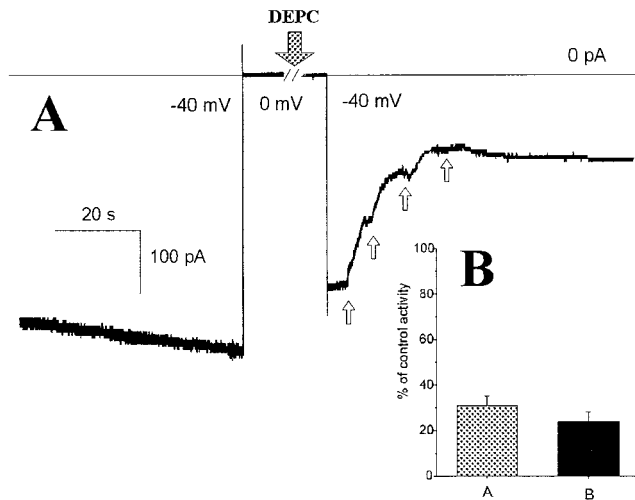 DEPC
0 pA
-40 mV
0 mV
-40 mV
A
20 s
100 pA
B
% of control activity
100
80
60
40
20
0
A
B